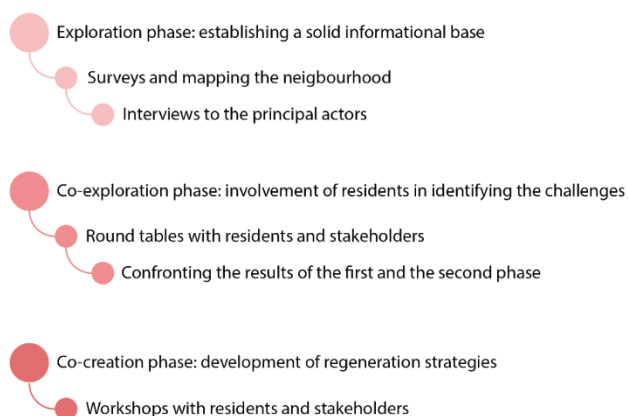 Exploration phase: establishing a solid informational base
Surveys and mapping the neigbourhood
Interviews to the principal actors
Co-exploration phase: involvement of residents in identifying the challenges
Round tables with residents and stakeholders
Confronting the results of the first and the second phase
Co-creation phase: development of regeneration strategies
Workshops with residents and stakeholders